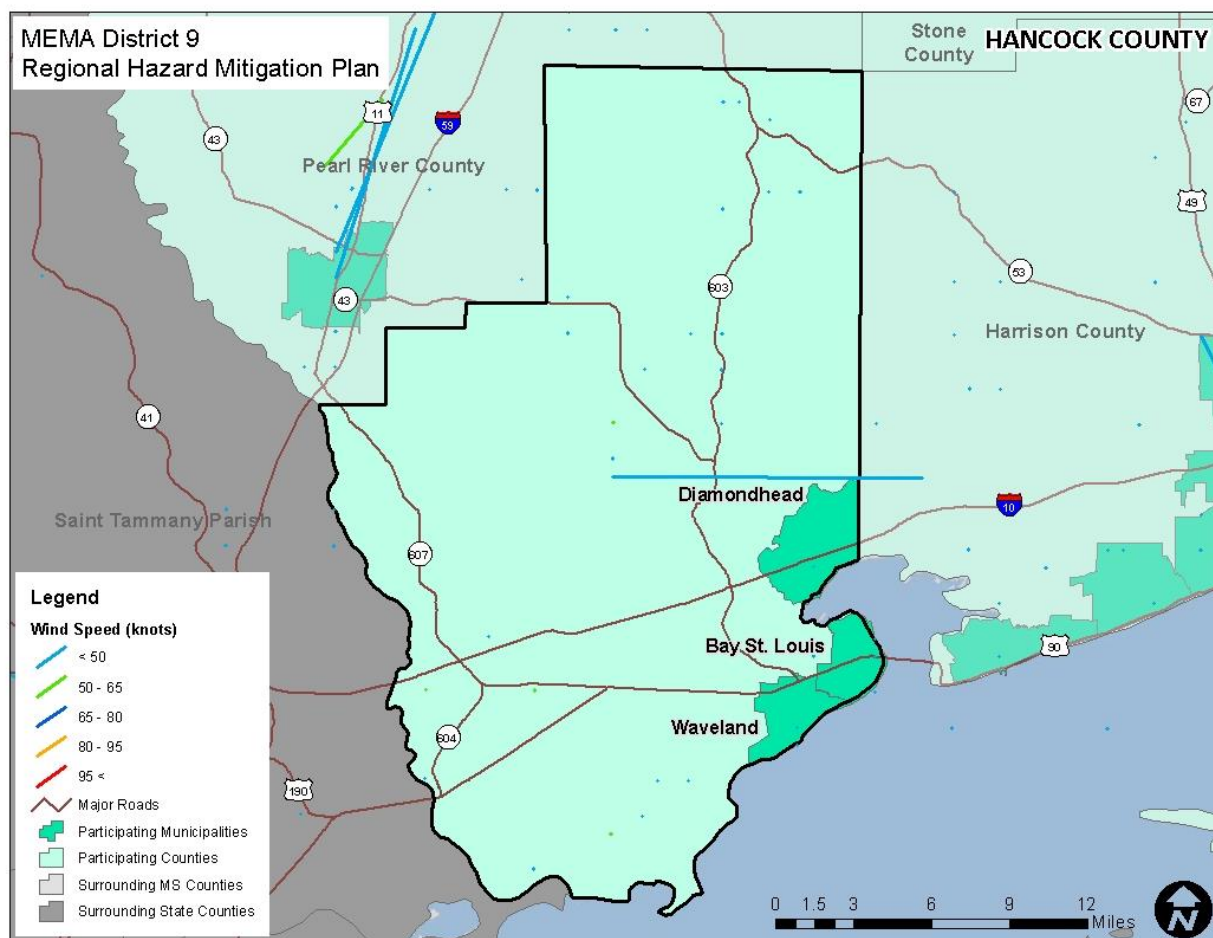 MEMA District 9
Regional Hazard Mitigation Plan
Stone
County
HANCOCK COUNTY
67
11
43
59
Pearl River County
49
53
603
43
Harrison County
41
Diamondhead
10
Saint Tammany Parish
607
Bay St. Louis
90
Waveland
604
190
Legend
Wind Speed (knots)
< 50
50 - 65
65 - 80
80 - 95
95 <
Major Roads
Participating Municipalities
Participating Counties
Surrounding MS Counties
Surrounding State Counties
0 1.5 3 6 9 12
Miles
N